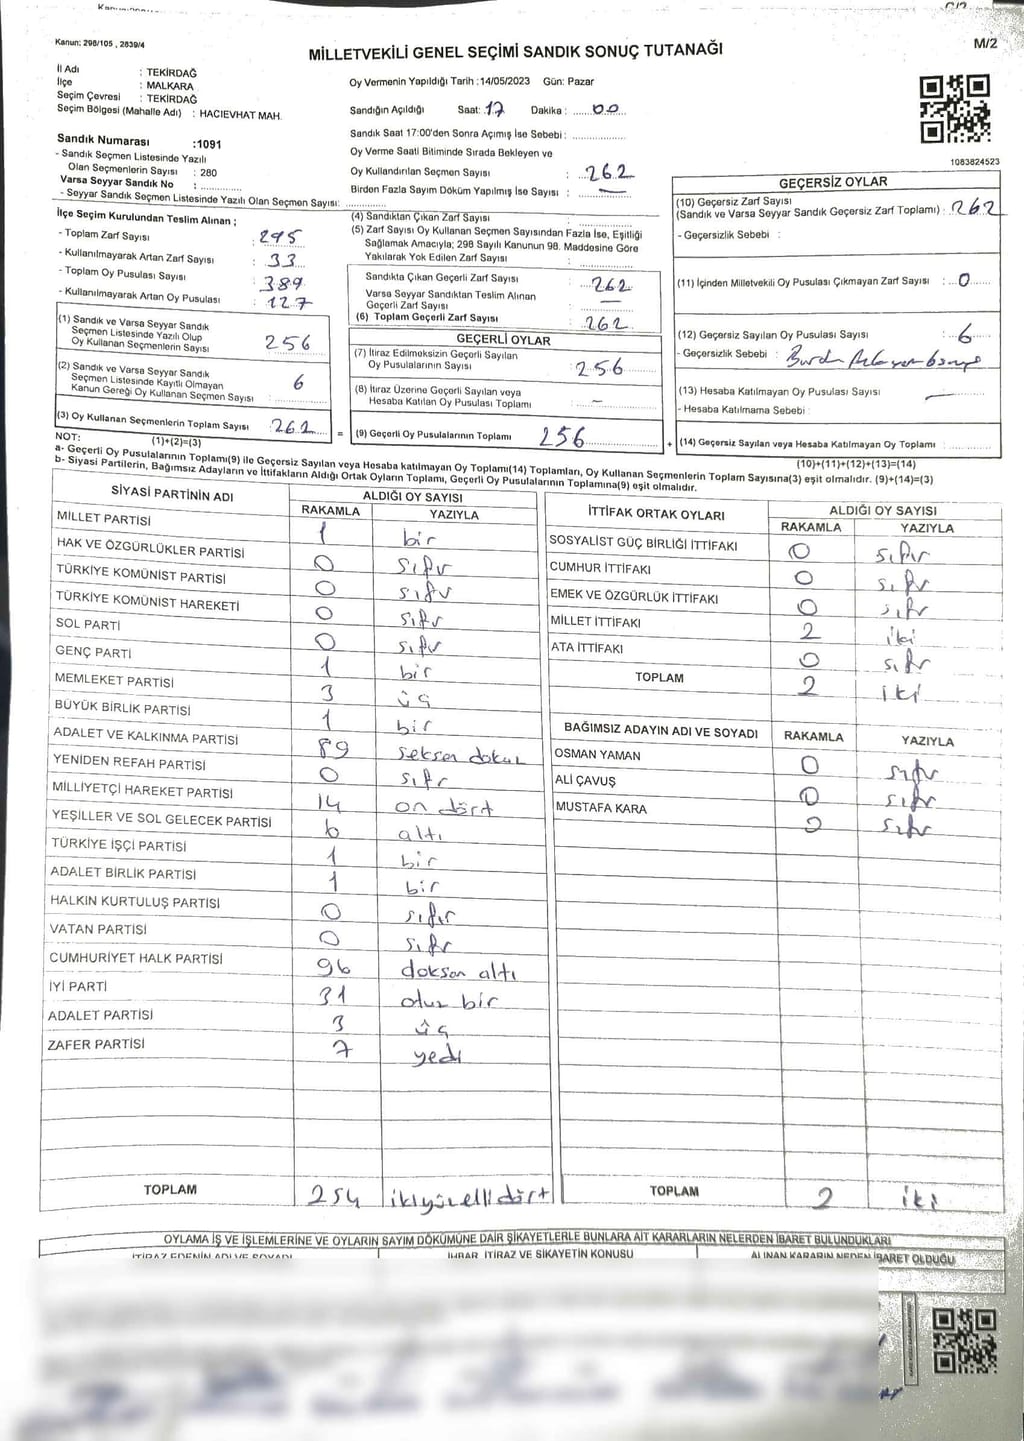 Kanun: 298/105 , 2839/4
M/2
MİLLETVEKİLİ GENEL SEÇİMİ SANDIK SONUÇ TUTANAĞI
İl Adı : TEKİRDAĞ
İlçe : MALKARA
Seçim Çevresi : TEKİRDAĞ
Seçim Bölgesi (Mahalle Adı) : HACIEVHAT MAH.
Sandık Numarası :1091
- Sandık Seçmen Listesinde Yazılı
Olan Seçmenlerin Sayısı : 280
Varsa Seyyar Sandık No :
- Seyyar Sandık Seçmen Listesinde Yazılı Olan Seçmen Sayısı:
Oy Vermenin Yapıldığı Tarih :14/05/2023 Gün: Pazar
Sandığın Açıldığı Saat: 17 Dakika : 00
Sandık Saat 17:00'den Sonra Açımış İse Sebebi :
Oy Verme Saati Bitiminde Sırada Bekleyen ve
Oy Kullandırılan Seçmen Sayısı : 262
Birden Fazla Sayım Döküm Yapılmış İse Sayısı : —
1083824523
İlçe Seçim Kurulundan Teslim Alınan ;
- Toplam Zarf Sayısı : 295
- Kullanılmayarak Artan Zarf Sayısı : 33
- Toplam Oy Pusulası Sayısı : 389
- Kullanılmayarak Artan Oy Pusulası : 127
(1) Sandık ve Varsa Seyyar Sandık
Seçmen Listesinde Yazılı Olup
Oy Kullanan Seçmenlerin Sayısı 256
(2) Sandık ve Varsa Seyyar Sandık
Seçmen Listesinde Kayıtlı Olmayan
Kanun Gereği Oy Kullanan Seçmen Sayısı : 6
(3) Oy Kullanan Seçmenlerin Toplam Sayısı : 262
(1)+(2)=(3)
(4) Sandıktan Çıkan Zarf Sayısı :
(5) Zarf Sayısı Oy Kullanan Seçmen Sayısından Fazla İse, Eşitliği
Sağlamak Amacıyla; 298 Sayılı Kanunun 98. Maddesine Göre
Yakılarak Yok Edilen Zarf Sayısı :
Sandıkta Çıkan Geçerli Zarf Sayısı : 262
Varsa Seyyar Sandıktan Teslim Alınan
Geçerli Zarf Sayısı : —
(6) Toplam Geçerli Zarf Sayısı : 262
GEÇERLİ OYLAR
(7) İtiraz Edilmeksizin Geçerli Sayılan
Oy Pusulalarının Sayısı : 256
(8) İtiraz Üzerine Geçerli Sayılan veya
Hesaba Katılan Oy Pusulası Toplamı : —
= (9) Geçerli Oy Pusulalarının Toplamı 256
GEÇERSİZ OYLAR
(10) Geçersiz Zarf Sayısı
(Sandık ve Varsa Seyyar Sandık Geçersiz Zarf Toplamı) : 262
- Geçersizlik Sebebi :
(11) İçinden Milletvekili Oy Pusulası Çıkmayan Zarf Sayısı : 0
(12) Geçersiz Sayılan Oy Pusulası Sayısı : 6
- Geçersizlik Sebebi :
(13) Hesaba Katılmayan Oy Pusulası Sayısı : —
- Hesaba Katılmama Sebebi :
+ (14) Geçersiz Sayılan veya Hesaba Katılmayan Oy Toplamı :
(10)+(11)+(12)+(13)=(14)
NOT:
a- Geçerli Oy Pusulalarının Toplamı(9) ile Geçersiz Sayılan veya Hesaba katılmayan Oy Toplamı(14) Toplamları, Oy Kullanan Seçmenlerin Toplam Sayısına(3) eşit olmalıdır. (9)+(14)=(3)
b- Siyasi Partilerin, Bağımsız Adayların ve İttifakların Aldığı Ortak Oyların Toplamı, Geçerli Oy Pusulalarının Toplamına(9) eşit olmalıdır.
SİYASİ PARTİNİN ADI ALDIĞI OY SAYISI
RAKAMLA YAZIYLA
MİLLET PARTİSİ 1 bir
HAK VE ÖZGÜRLÜKLER PARTİSİ 0 sıfır
TÜRKİYE KOMÜNİST PARTİSİ 0 sıfır
TÜRKİYE KOMÜNİST HAREKETİ 0 sıfır
SOL PARTİ 0 sıfır
GENÇ PARTİ 1 bir
MEMLEKET PARTİSİ 3 üç
BÜYÜK BİRLİK PARTİSİ 1 bir
ADALET VE KALKINMA PARTİSİ 89 seksen dokuz
YENİDEN REFAH PARTİSİ 0 sıfır
MİLLİYETÇİ HAREKET PARTİSİ 14 on dört
YEŞİLLER VE SOL GELECEK PARTİSİ 6 altı
TÜRKİYE İŞÇİ PARTİSİ 1 bir
ADALET BİRLİK PARTİSİ 1 bir
HALKIN KURTULUŞ PARTİSİ 0 sıfır
VATAN PARTİSİ 0 sıfır
CUMHURİYET HALK PARTİSİ 96 doksan altı
İYİ PARTİ 31 otuz bir
ADALET PARTİSİ 3 üç
ZAFER PARTİSİ 7 yedi
TOPLAM 254 ikiyüzellidört
İTTİFAK ORTAK OYLARI ALDIĞI OY SAYISI
RAKAMLA YAZIYLA
SOSYALİST GÜÇ BİRLİĞİ İTTİFAKI 0 sıfır
CUMHUR İTTİFAKI 0 sıfır
EMEK VE ÖZGÜRLÜK İTTİFAKI 0 sıfır
MİLLET İTTİFAKI 2 iki
ATA İTTİFAKI 0 sıfır
TOPLAM 2 iki
BAĞIMSIZ ADAYIN ADI VE SOYADI RAKAMLA YAZIYLA
OSMAN YAMAN 0 sıfır
ALİ ÇAVUŞ 0 sıfır
MUSTAFA KARA 0 sıfır
TOPLAM 2 iki
OYLAMA İŞ VE İŞLEMLERİNE VE OYLARIN SAYIM DÖKÜMÜNE DAİR ŞİKAYETLERLE BUNLARA AİT KARARLARIN NELERDEN İBARET BULUNDUKLARI
İTİRAZ EDENİN ADI VE SOYADI İHBAR İTİRAZ VE ŞİKAYETİN KONUSU ALINAN KARARIN NEDEN İBARET OLDUĞU